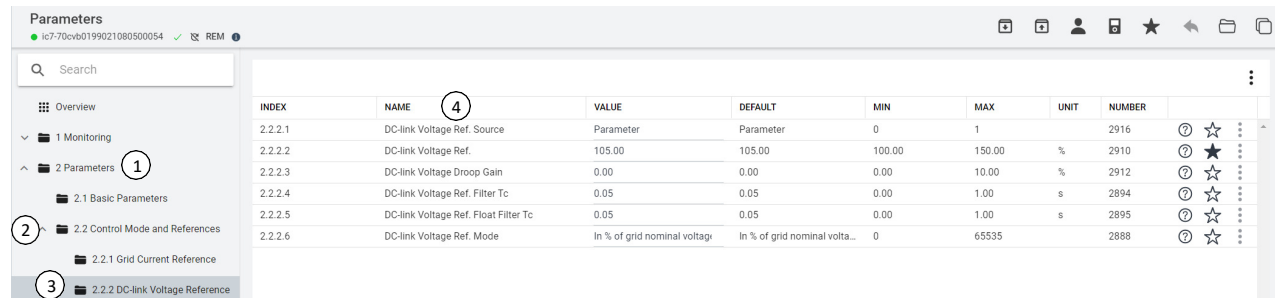 Parameters
ic7-70cvb0199021080500054 REM
Search
Overview
1 Monitoring
2 Parameters 1
2.1 Basic Parameters
2 2.2 Control Mode and References
2.2.1 Grid Current Reference
3 2.2.2 DC-link Voltage Reference
4
INDEX NAME VALUE DEFAULT MIN MAX UNIT NUMBER
2.2.2.1 DC-link Voltage Ref. Source Parameter Parameter 0 1 2916
2.2.2.2 DC-link Voltage Ref. 105.00 105.00 100.00 150.00 % 2910
2.2.2.3 DC-link Voltage Droop Gain 0.00 0.00 0.00 10.00 % 2912
2.2.2.4 DC-link Voltage Ref. Filter Tc 0.05 0.05 0.00 1.00 s 2894
2.2.2.5 DC-link Voltage Ref. Float Filter Tc 0.05 0.05 0.00 1.00 s 2895
2.2.2.6 DC-link Voltage Ref. Mode In % of grid nominal voltage In % of grid nominal volta... 0 65535 2888